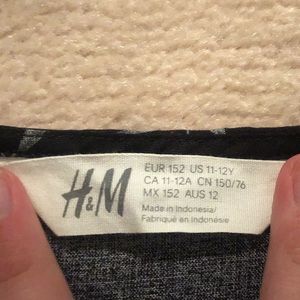 H&M
EUR 152 US 11-12Y
CA 11-12A CN 150/76
MX 152 AUS 12
Made in Indonesia/
Fabriqué en Indonésie